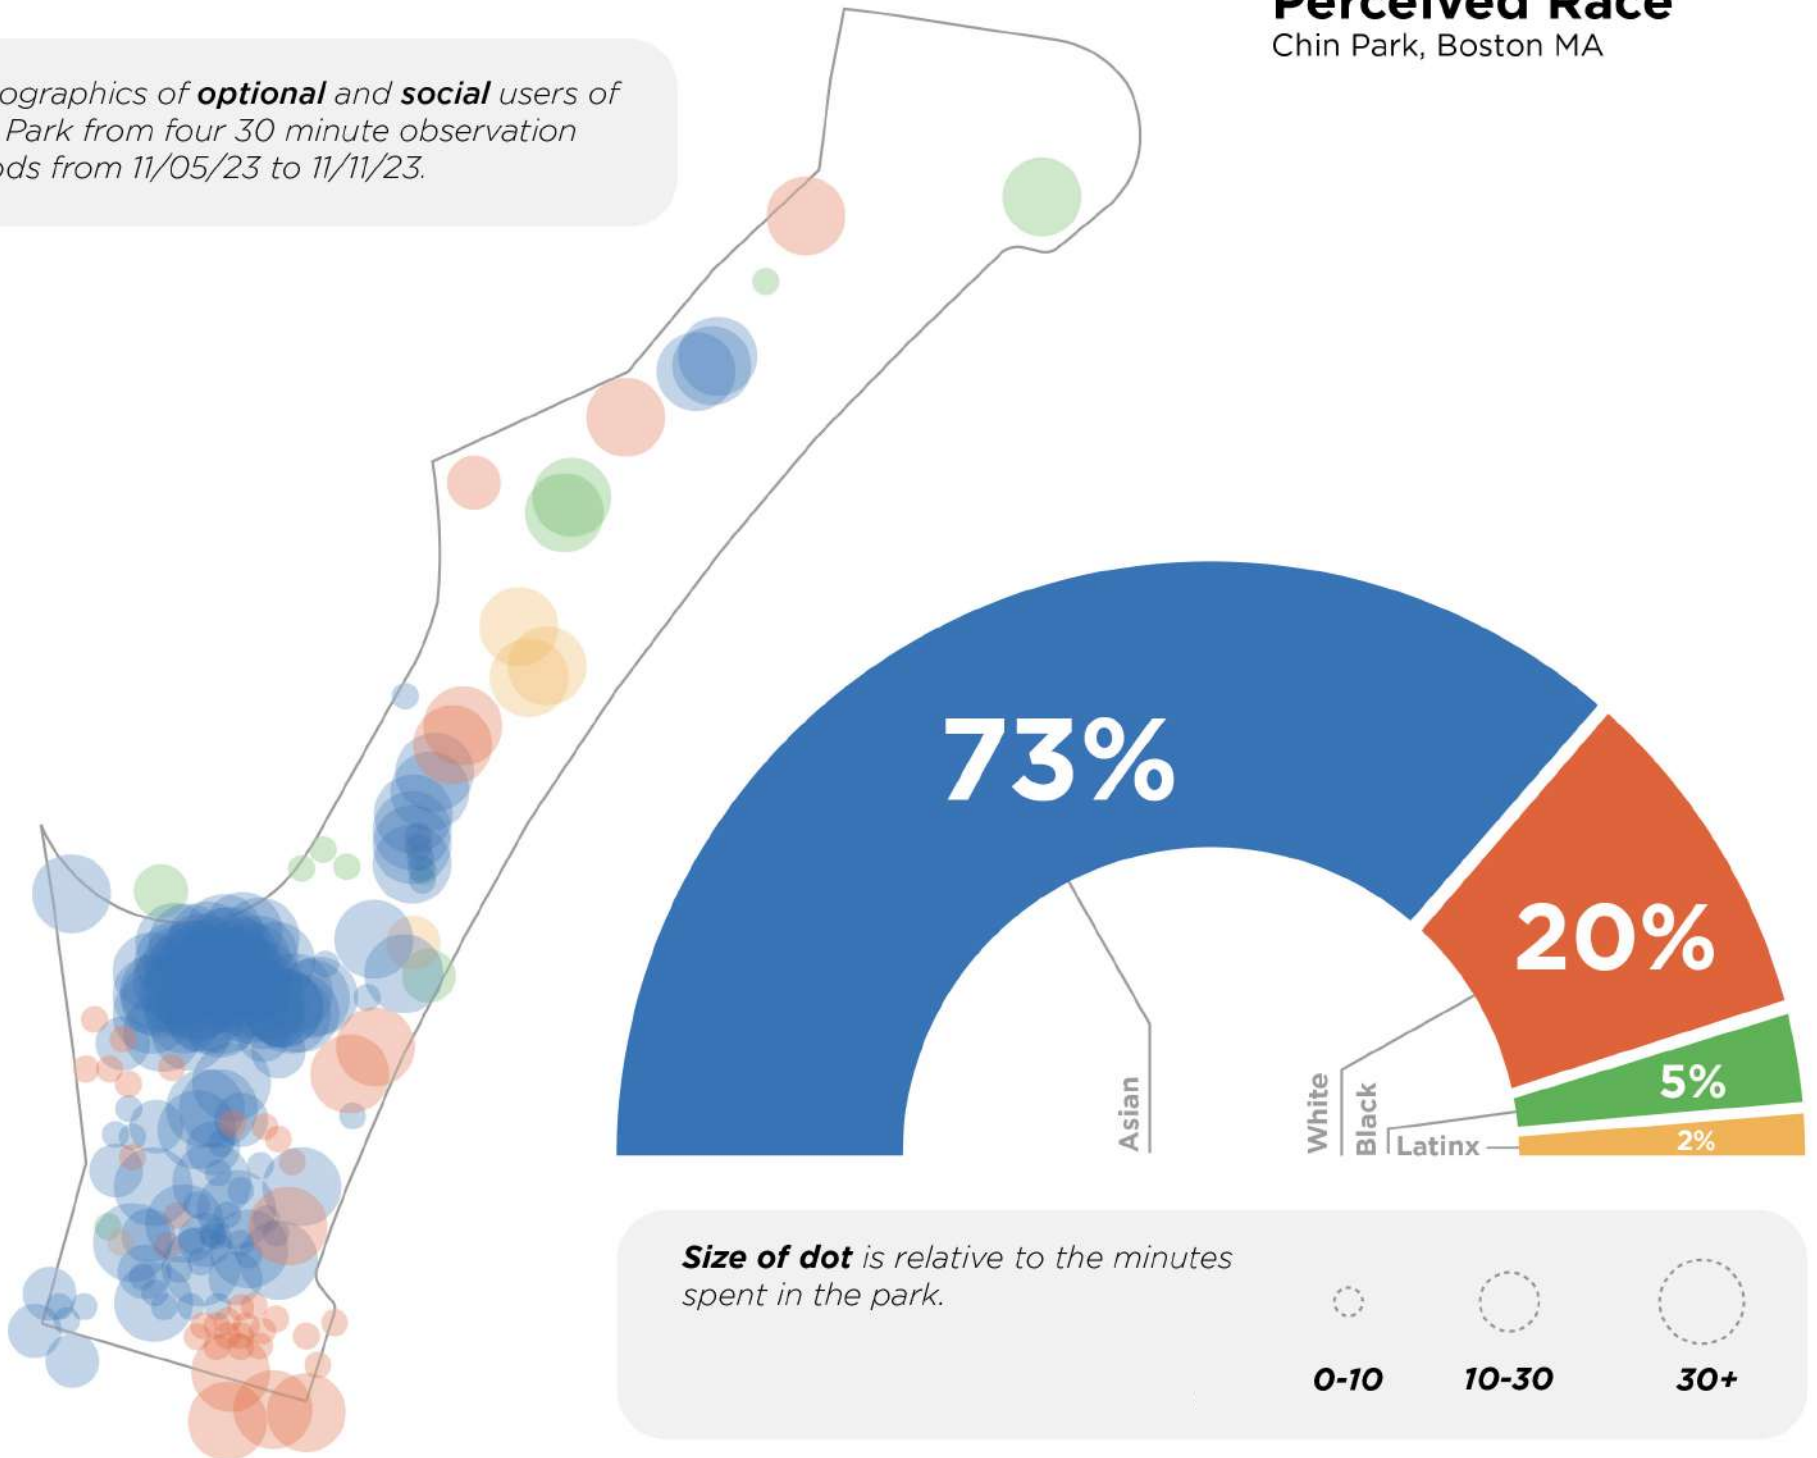 Perceived Race
Chin Park, Boston MA
ographics of optional and social users of
Park from four 30 minute observation
ods from 11/05/23 to 11/11/23.
73%
20%
5%
2%
Asian
White
Black
Latinx
Size of dot is relative to the minutes
spent in the park.
0-10
10-30
30+